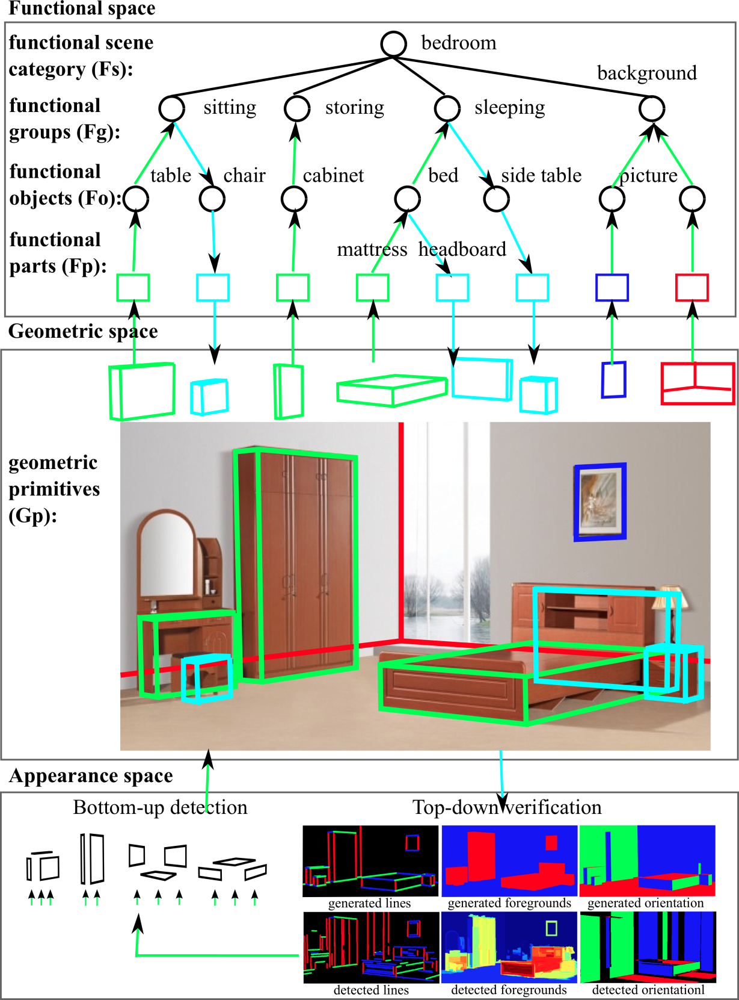 Functional space
functional scene
category (Fs):
bedroom
background
functional
groups (Fg):
sitting
storing
sleeping
functional
objects (Fo):
table
chair
cabinet
bed
side table
picture
functional
parts (Fp):
mattress
headboard
Geometric space
geometric
primitives
(Gp):
Appearance space
Bottom-up detection
Top-down verification
generated lines
generated foregrounds
generated orientation
detected lines
detected foregrounds
detected orientationl